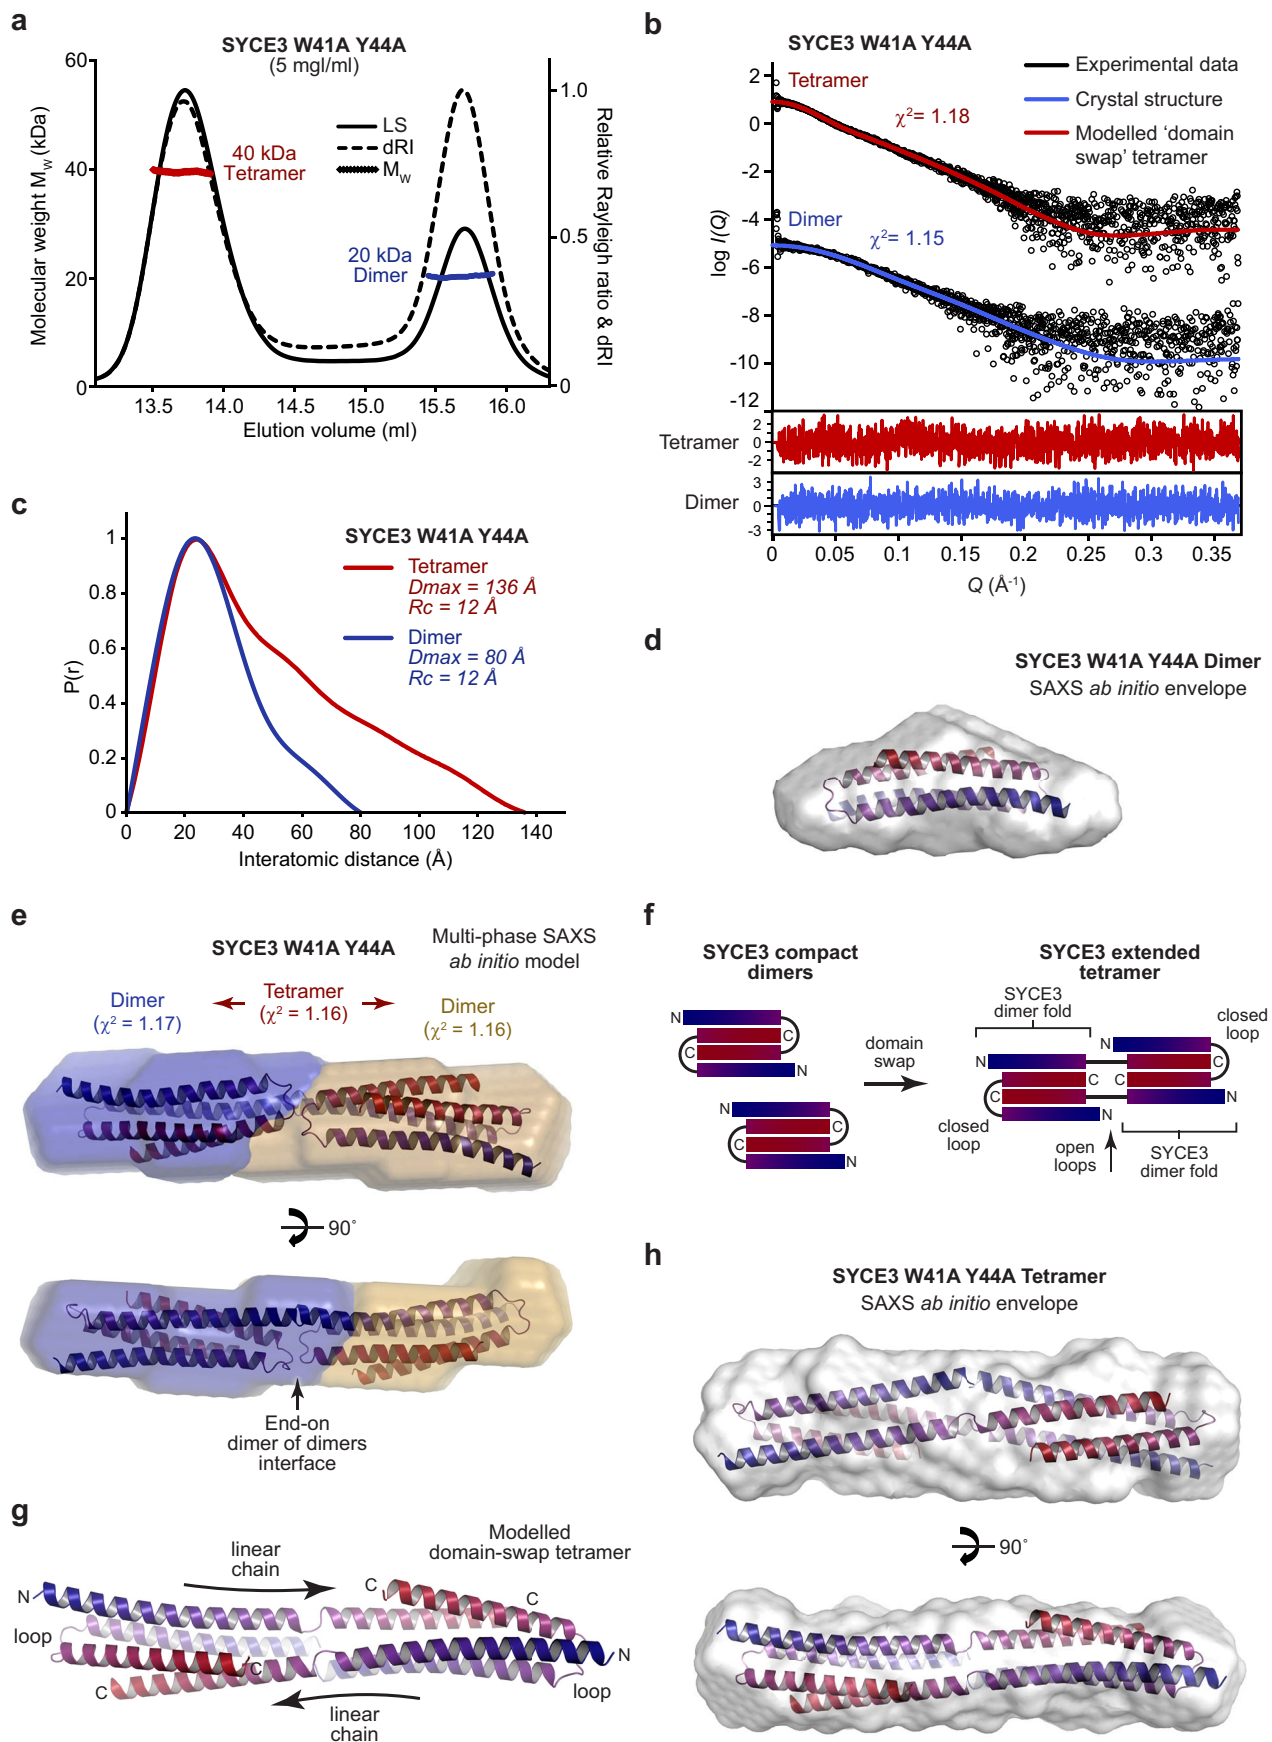 a
SYCE3 W41A Y44A
(5 mgl/ml)
Molecular weight M_W (kDa)
60
40
20
0
40 kDa
Tetramer
20 kDa
Dimer
LS
dRI
M_W
1.0
0.5
0
Relative Rayleigh ratio & dRI
13.5 14.0 14.5 15.0 15.5 16.0
Elution volume (ml)
b
SYCE3 W41A Y44A
Experimental data
Crystal structure
Modelled ‘domain
swap’ tetramer
Tetramer
χ²= 1.18
Dimer
χ²= 1.15
log I(Q)
2
0
-2
-4
-6
-8
-10
-12
Tetramer
2
0
-2
Dimer
3
0
-3
0 0.05 0.1 0.15 0.2 0.25 0.3 0.35
Q (Å⁻¹)
c
SYCE3 W41A Y44A
Tetramer
Dmax = 136 Å
Rc = 12 Å
Dimer
Dmax = 80 Å
Rc = 12 Å
P(r)
1
0.8
0.6
0.4
0.2
0
0 20 40 60 80 100 120 140
Interatomic distance (Å)
d
SYCE3 W41A Y44A Dimer
SAXS ab initio envelope
e
SYCE3 W41A Y44A
Multi-phase SAXS
ab initio model
Dimer
(χ² = 1.17)
Tetramer
(χ² = 1.16)
Dimer
(χ² = 1.16)
90°
End-on
dimer of dimers
interface
f
SYCE3 compact
dimers
N
C
C
N
N
C
C
N
domain
swap
SYCE3 extended
tetramer
SYCE3
dimer fold
closed
loop
N
C
C C
C
N
N
closed
loop
open
loops
SYCE3
dimer fold
g
Modelled
domain-swap tetramer
linear
chain
N
C
C
loop
C
N
C
loop
linear
chain
h
SYCE3 W41A Y44A Tetramer
SAXS ab initio envelope
90°